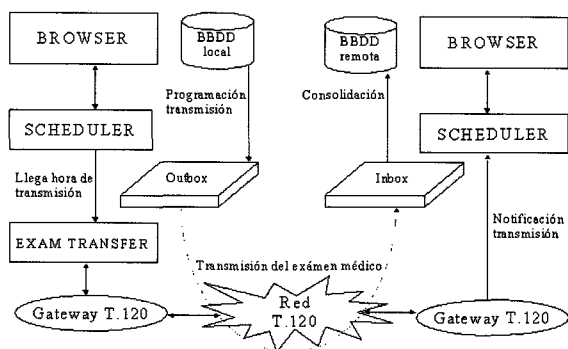 BROWSER
BBDD
local
BBDD
remota
BROWSER
Programación
transmisión
Consolidación
SCHEDULER
SCHEDULER
Llega hora de
transmisión
Outbox
Inbox
EXAM TRANSFER
Notificación
transmisión
Transmisión del exámen médico
Red
T.120
Gateway T.120
Gateway T.120